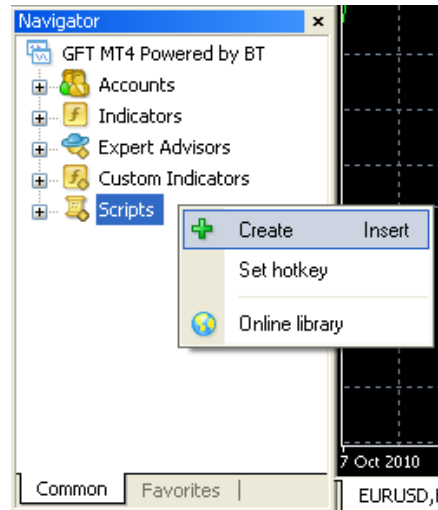 Navigator
GFT MT4 Powered by BT
Accounts
Indicators
Expert Advisors
Custom Indicators
Scripts
Create Insert
Set hotkey
Online library
7 Oct 2010
Common Favorites
EURUSD,